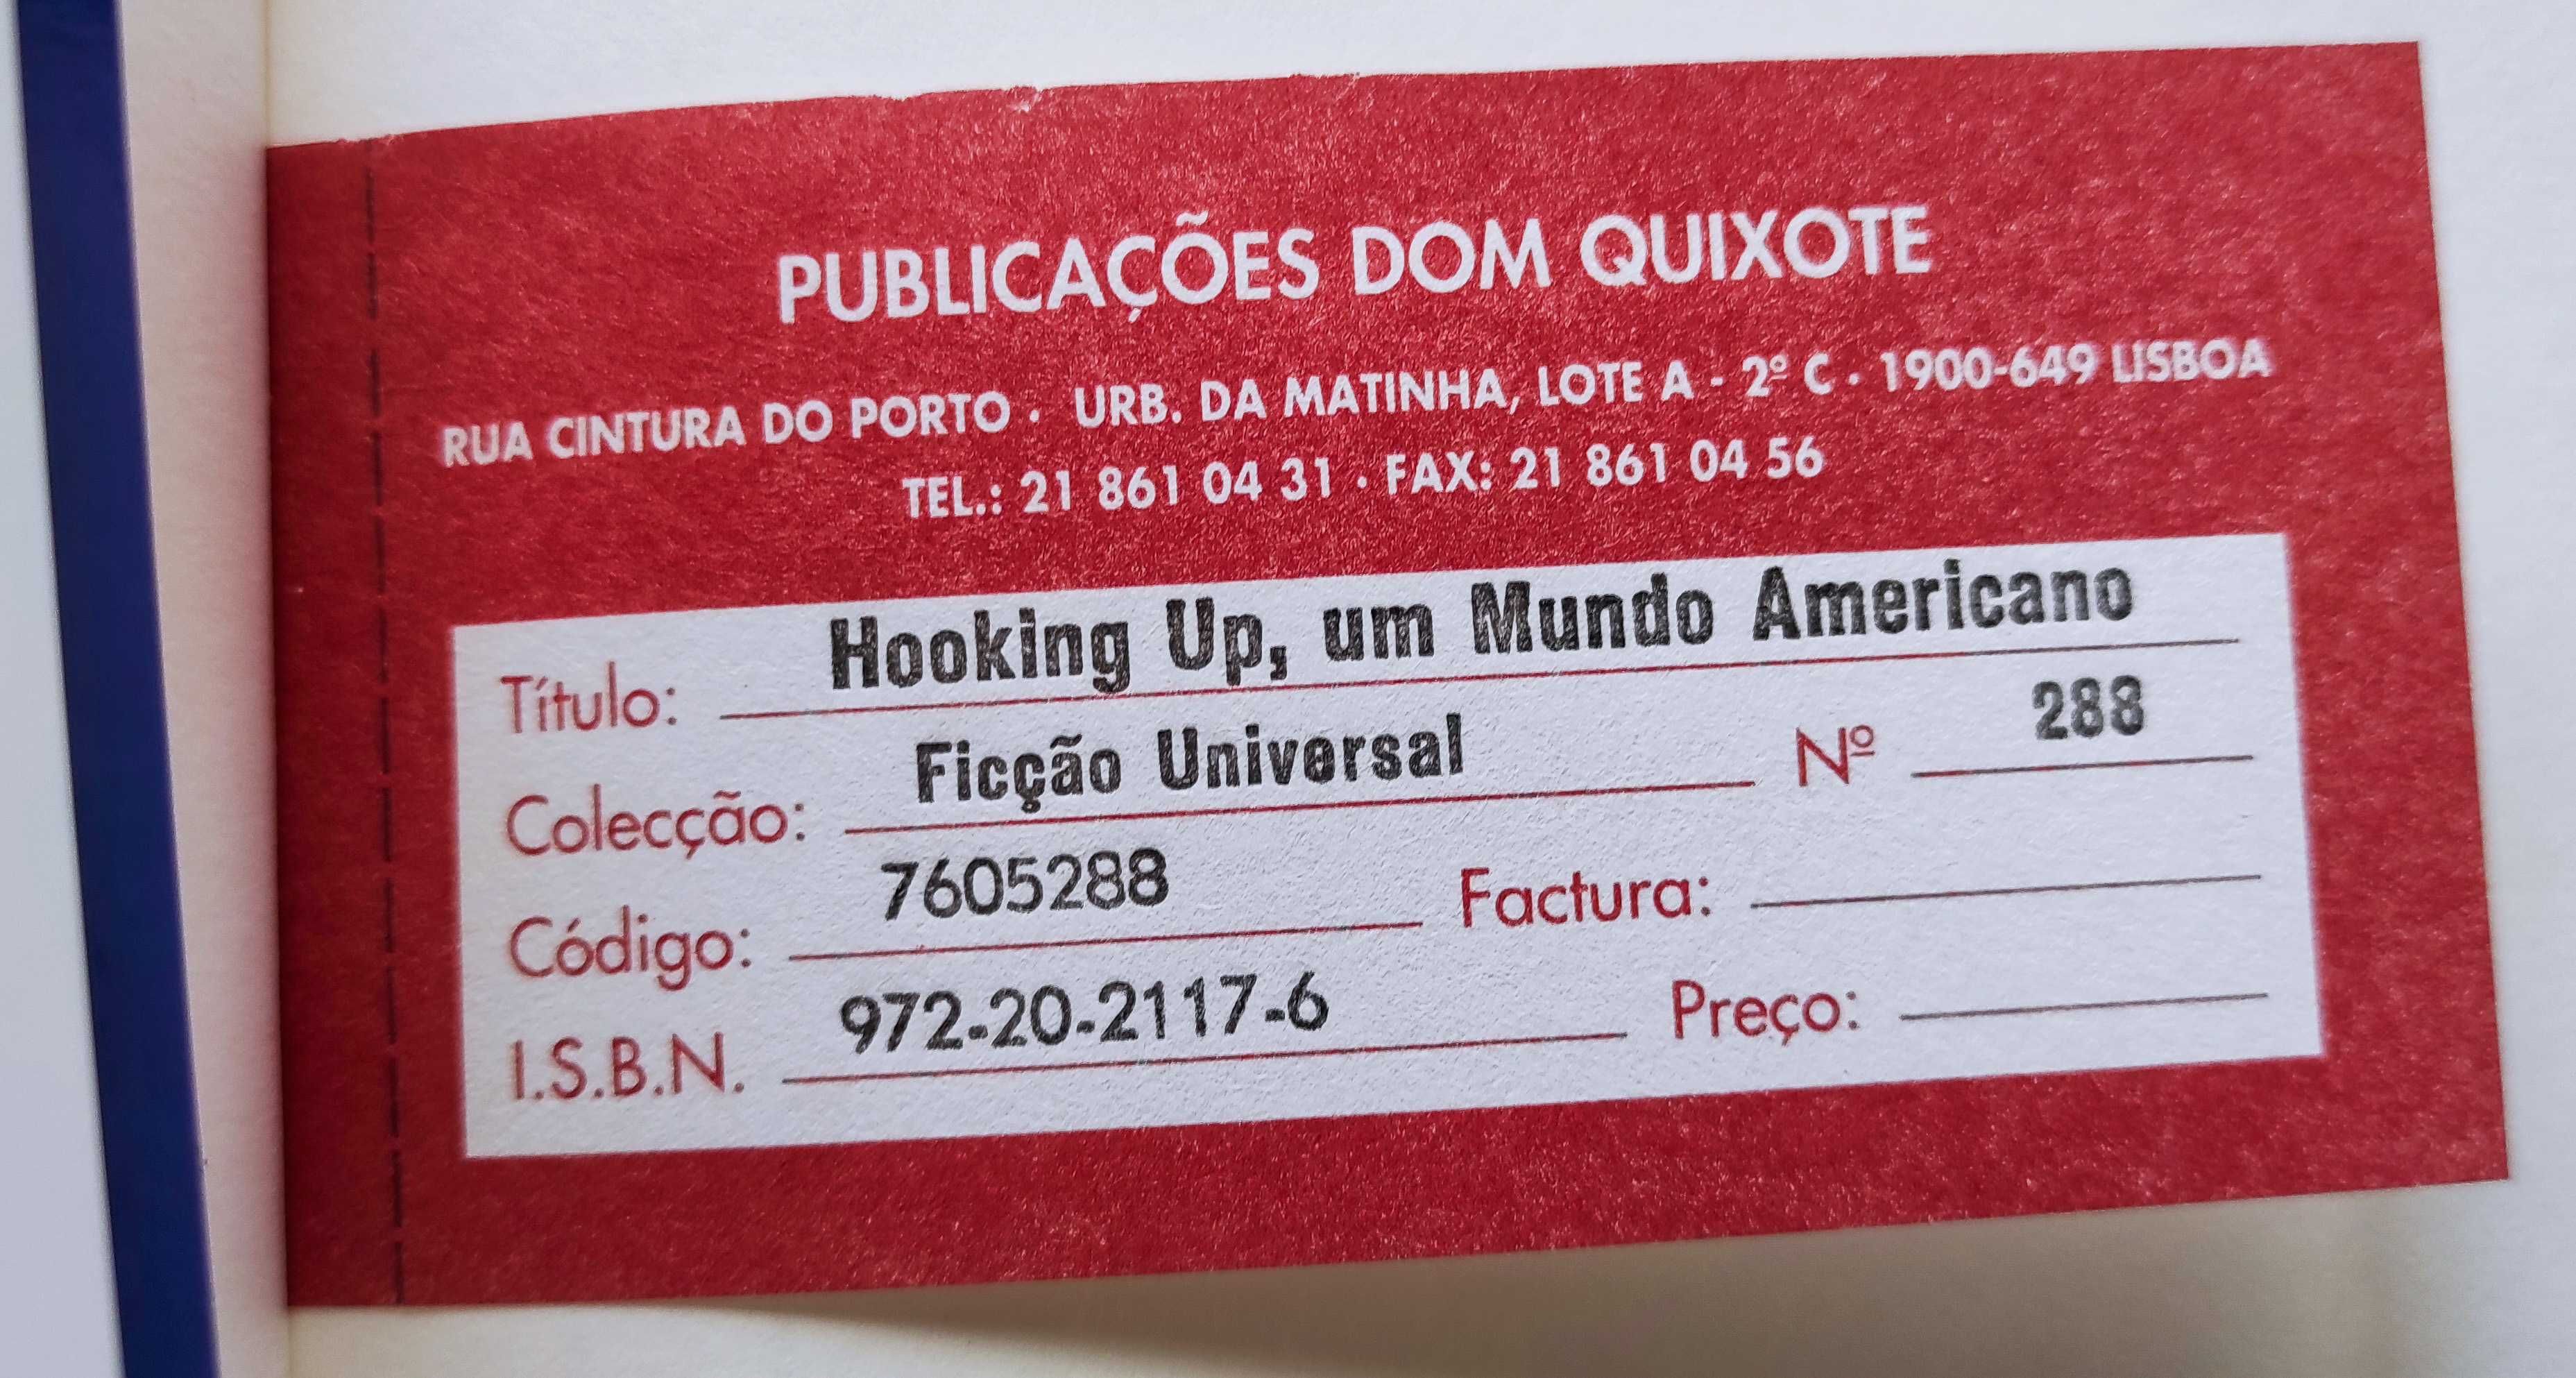 PUBLICAÇÕES DOM QUIXOTE
RUA CINTURA DO PORTO · URB. DA MATINHA, LOTE A - 2º C · 1900-649 LISBOA
TEL.: 21 861 04 31 · FAX: 21 861 04 56
Título: Hooking Up, um Mundo Americano
Colecção: Ficção Universal Nº 288
Código: 7605288 Factura:
I.S.B.N. 972-20-2117-6 Preço: